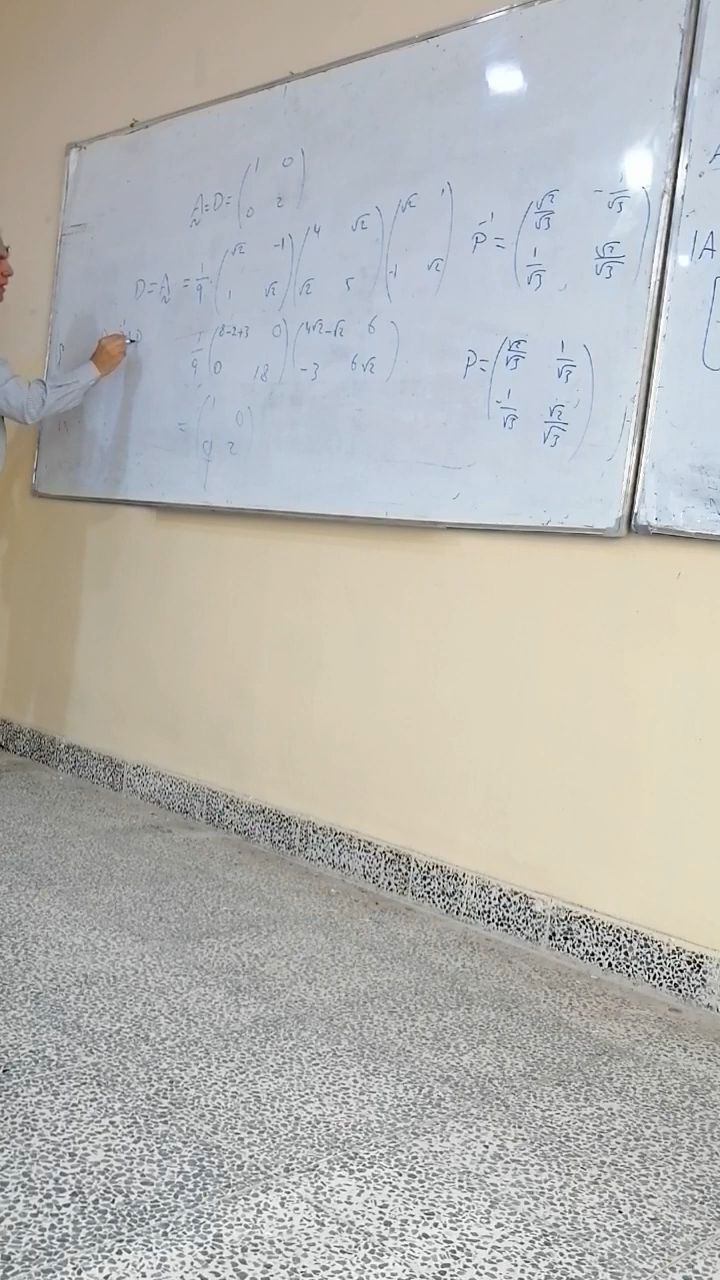 A=D= ( 1 0
0 2 )
D=A = 1/9 ( √2 -1
1 √2 ) ( 4 √2
√2 5 ) ( √2 1
-1 √2 )
1/9 ( 8-2+3 0
0 18 ) ( 4√2-√2 6
-3 6√2 )
= ( 1 0
0 2 )
P⁻¹ = ( √2/√3 -1/√3
1/√3 √2/√3 )
P= ( √2/√3 1/√3
-1/√3 √2/√3 )
A
|A